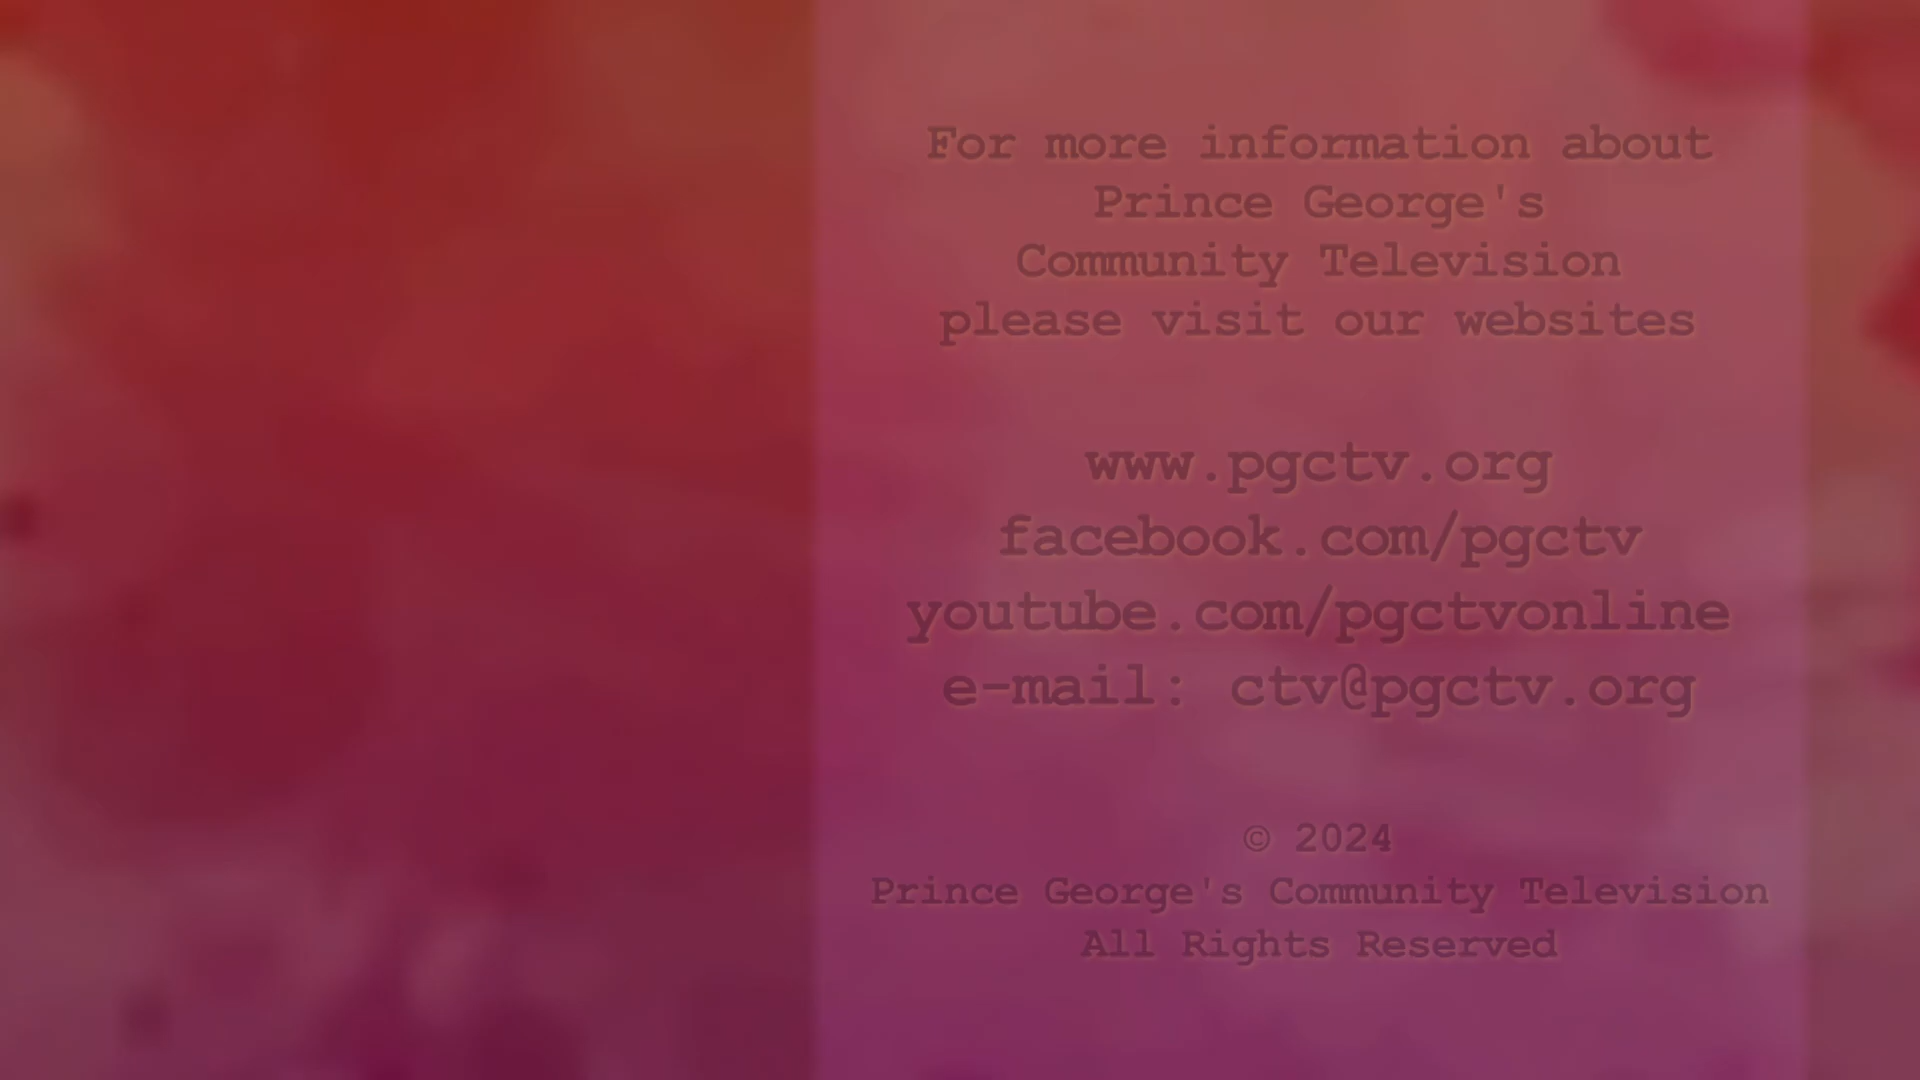 For more information about
Prince George's
Community Television
please visit our websites
www.pgctv.org
facebook.com/pgctv
youtube.com/pgctvonline
e-mail: ctv@pgctv.org
© 2024
Prince George's Community Television
All Rights Reserved